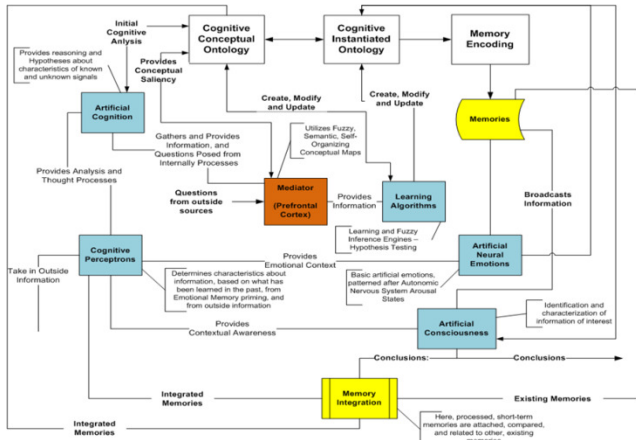 Initial
Cognitive
Anlysis
Cognitive
Conceptual
Ontology
Cognitive
Instantiated
Ontology
Memory
Encoding
Provides reasoning and
Hypotheses about
characteristics of known
and unknown signals
Provides
Conceptual
Saliency
Artificial
Cognition
Create, Modify
and Update
Create, Modify
and Update
Memories
Gathers and Provides
Information, and
Questions Posed from
Internally Processes
Utilizes Fuzzy,
Semantic, Self-
Organizing
Conceptual Maps
Provides Analysis and
Thought Processes
Questions
from outside
sources
Mediator
(Prefrontal
Cortex)
Provides
Information
Learning
Algorithms
Broadcasts
Information
Learning and Fuzzy
Inference Engines –
Hypothesis Testing
Take in Outside
Information
Cognitive
Perceptrons
Provides
Emotional Context
Artificial
Neural
Emotions
Determines characteristics about
information, based on what has
been learned in the past, from
Emotional Memory priming, and
from outside information
Basic artificial emotions,
patterned after Autonomic
Nervous System Arousal
States
Provides
Contextual Awareness
Artificial
Consciousness
Identification and
characterization of
information of interest
Conclusions:
Conclusions
Integrated
Memories
Memory
Integration
Existing Memories
Integrated
Memories
Here, processed, short-term
memories are attached, compared,
and related to other, existing